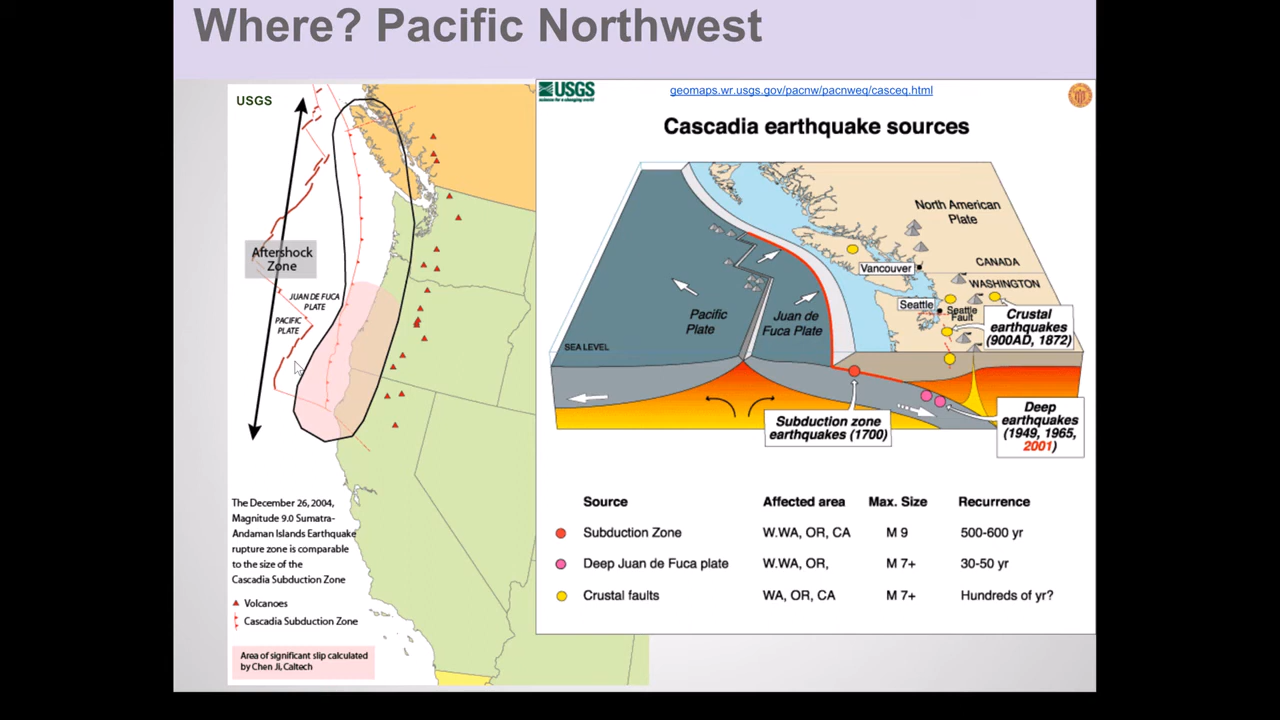 Where? Pacific Northwest
USGS
Aftershock
Zone
JUAN DE FUCA
PLATE
PACIFIC
PLATE
The December 26, 2004,
Magnitude 9.0 Sumatra-
Andaman Islands Earthquake
rupture zone is comparable
to the size of the
Cascadia Subduction Zone
Volcanoes
Cascadia Subduction Zone
Area of significant slip calculated
by Chen Ji, Caltech
USGS
science for a changing world
geomaps.wr.usgs.gov/pacnw/pacnweq/casceq.html
Cascadia earthquake sources
North American
Plate
CANADA
Vancouver
WASHINGTON
Seattle
Seattle
Fault
Crustal
earthquakes
(900AD, 1872)
Pacific
Plate
Juan de
Fuca Plate
SEA LEVEL
Subduction zone
earthquakes (1700)
Deep
earthquakes
(1949, 1965,
2001)
Source Affected area Max. Size Recurrence
Subduction Zone W.WA, OR, CA M 9 500-600 yr
Deep Juan de Fuca plate W.WA, OR, M 7+ 30-50 yr
Crustal faults WA, OR, CA M 7+ Hundreds of yr?